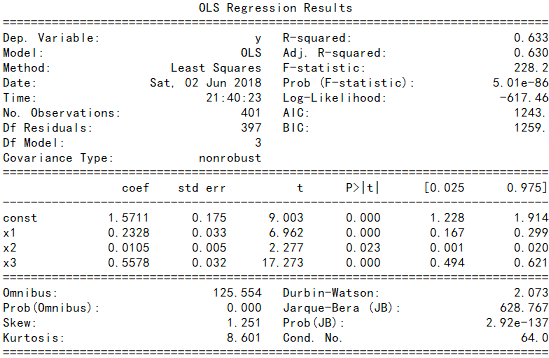 OLS Regression Results
==============================================================================
Dep. Variable: y R-squared: 0.633
Model: OLS Adj. R-squared: 0.630
Method: Least Squares F-statistic: 228.2
Date: Sat, 02 Jun 2018 Prob (F-statistic): 5.01e-86
Time: 21:40:23 Log-Likelihood: -617.46
No. Observations: 401 AIC: 1243.
Df Residuals: 397 BIC: 1259.
Df Model: 3
Covariance Type: nonrobust
==============================================================================
coef std err t P>|t| [0.025 0.975]
------------------------------------------------------------------------------
const 1.5711 0.175 9.003 0.000 1.228 1.914
x1 0.2328 0.033 6.962 0.000 0.167 0.299
x2 0.0105 0.005 2.277 0.023 0.001 0.020
x3 0.5578 0.032 17.273 0.000 0.494 0.621
==============================================================================
Omnibus: 125.554 Durbin-Watson: 2.073
Prob(Omnibus): 0.000 Jarque-Bera (JB): 628.767
Skew: 1.251 Prob(JB): 2.92e-137
Kurtosis: 8.601 Cond. No. 64.0
==============================================================================